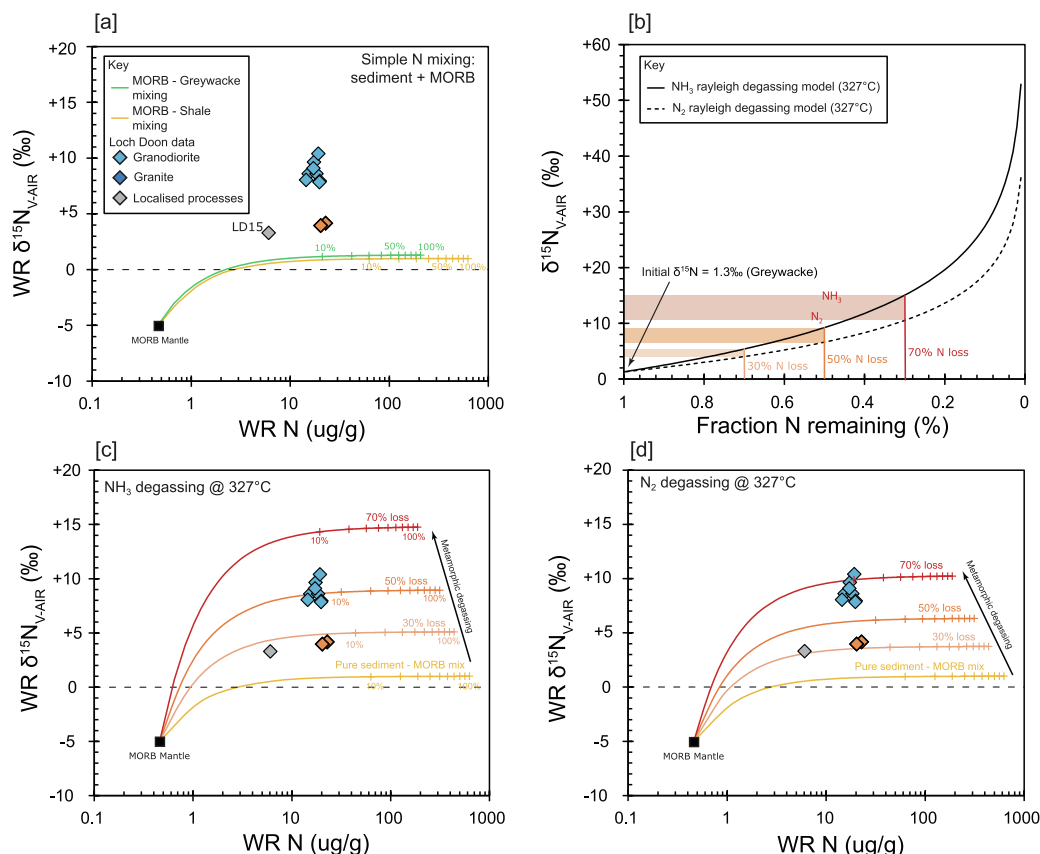 [a]
+20
+15
+10
+5
0
-5
-10
WR δ¹⁵N V-AIR (‰)
Key
MORB - Greywacke
mixing
MORB - Shale
mixing
Loch Doon data
Granodiorite
Granite
Localised processes
Simple N mixing:
sediment + MORB
LD15
10%
50%
100%
10%
50%
100%
MORB Mantle
0.1
1
10
100
1000
WR N (ug/g)
[b]
+60
+50
+40
+30
+20
+10
0
δ¹⁵N V-AIR (‰)
Key
NH₃ rayleigh degassing model (327°C)
N₂ rayleigh degassing model (327°C)
Initial δ¹⁵N = 1.3‰ (Greywacke)
NH₃
N₂
30% N loss
50% N loss
70% N loss
1
0.8
0.6
0.4
0.2
0
Fraction N remaining (%)
[c]
+20
+15
+10
+5
0
-5
-10
WR δ¹⁵N V-AIR (‰)
NH₃ degassing @ 327°C
70% loss
10%
100%
50% loss
10%
100%
30% loss
10%
100%
Pure sediment - MORB mix
10%
100%
Metamorphic degassing
MORB Mantle
0.1
1
10
100
1000
WR N (ug/g)
[d]
+20
+15
+10
+5
0
-5
-10
WR δ¹⁵N V-AIR (‰)
N₂ degassing @ 327°C
70% loss
50% loss
30% loss
Pure sediment - MORB mix
Metamorphic degassing
MORB Mantle
0.1
1
10
100
1000
WR N (ug/g)